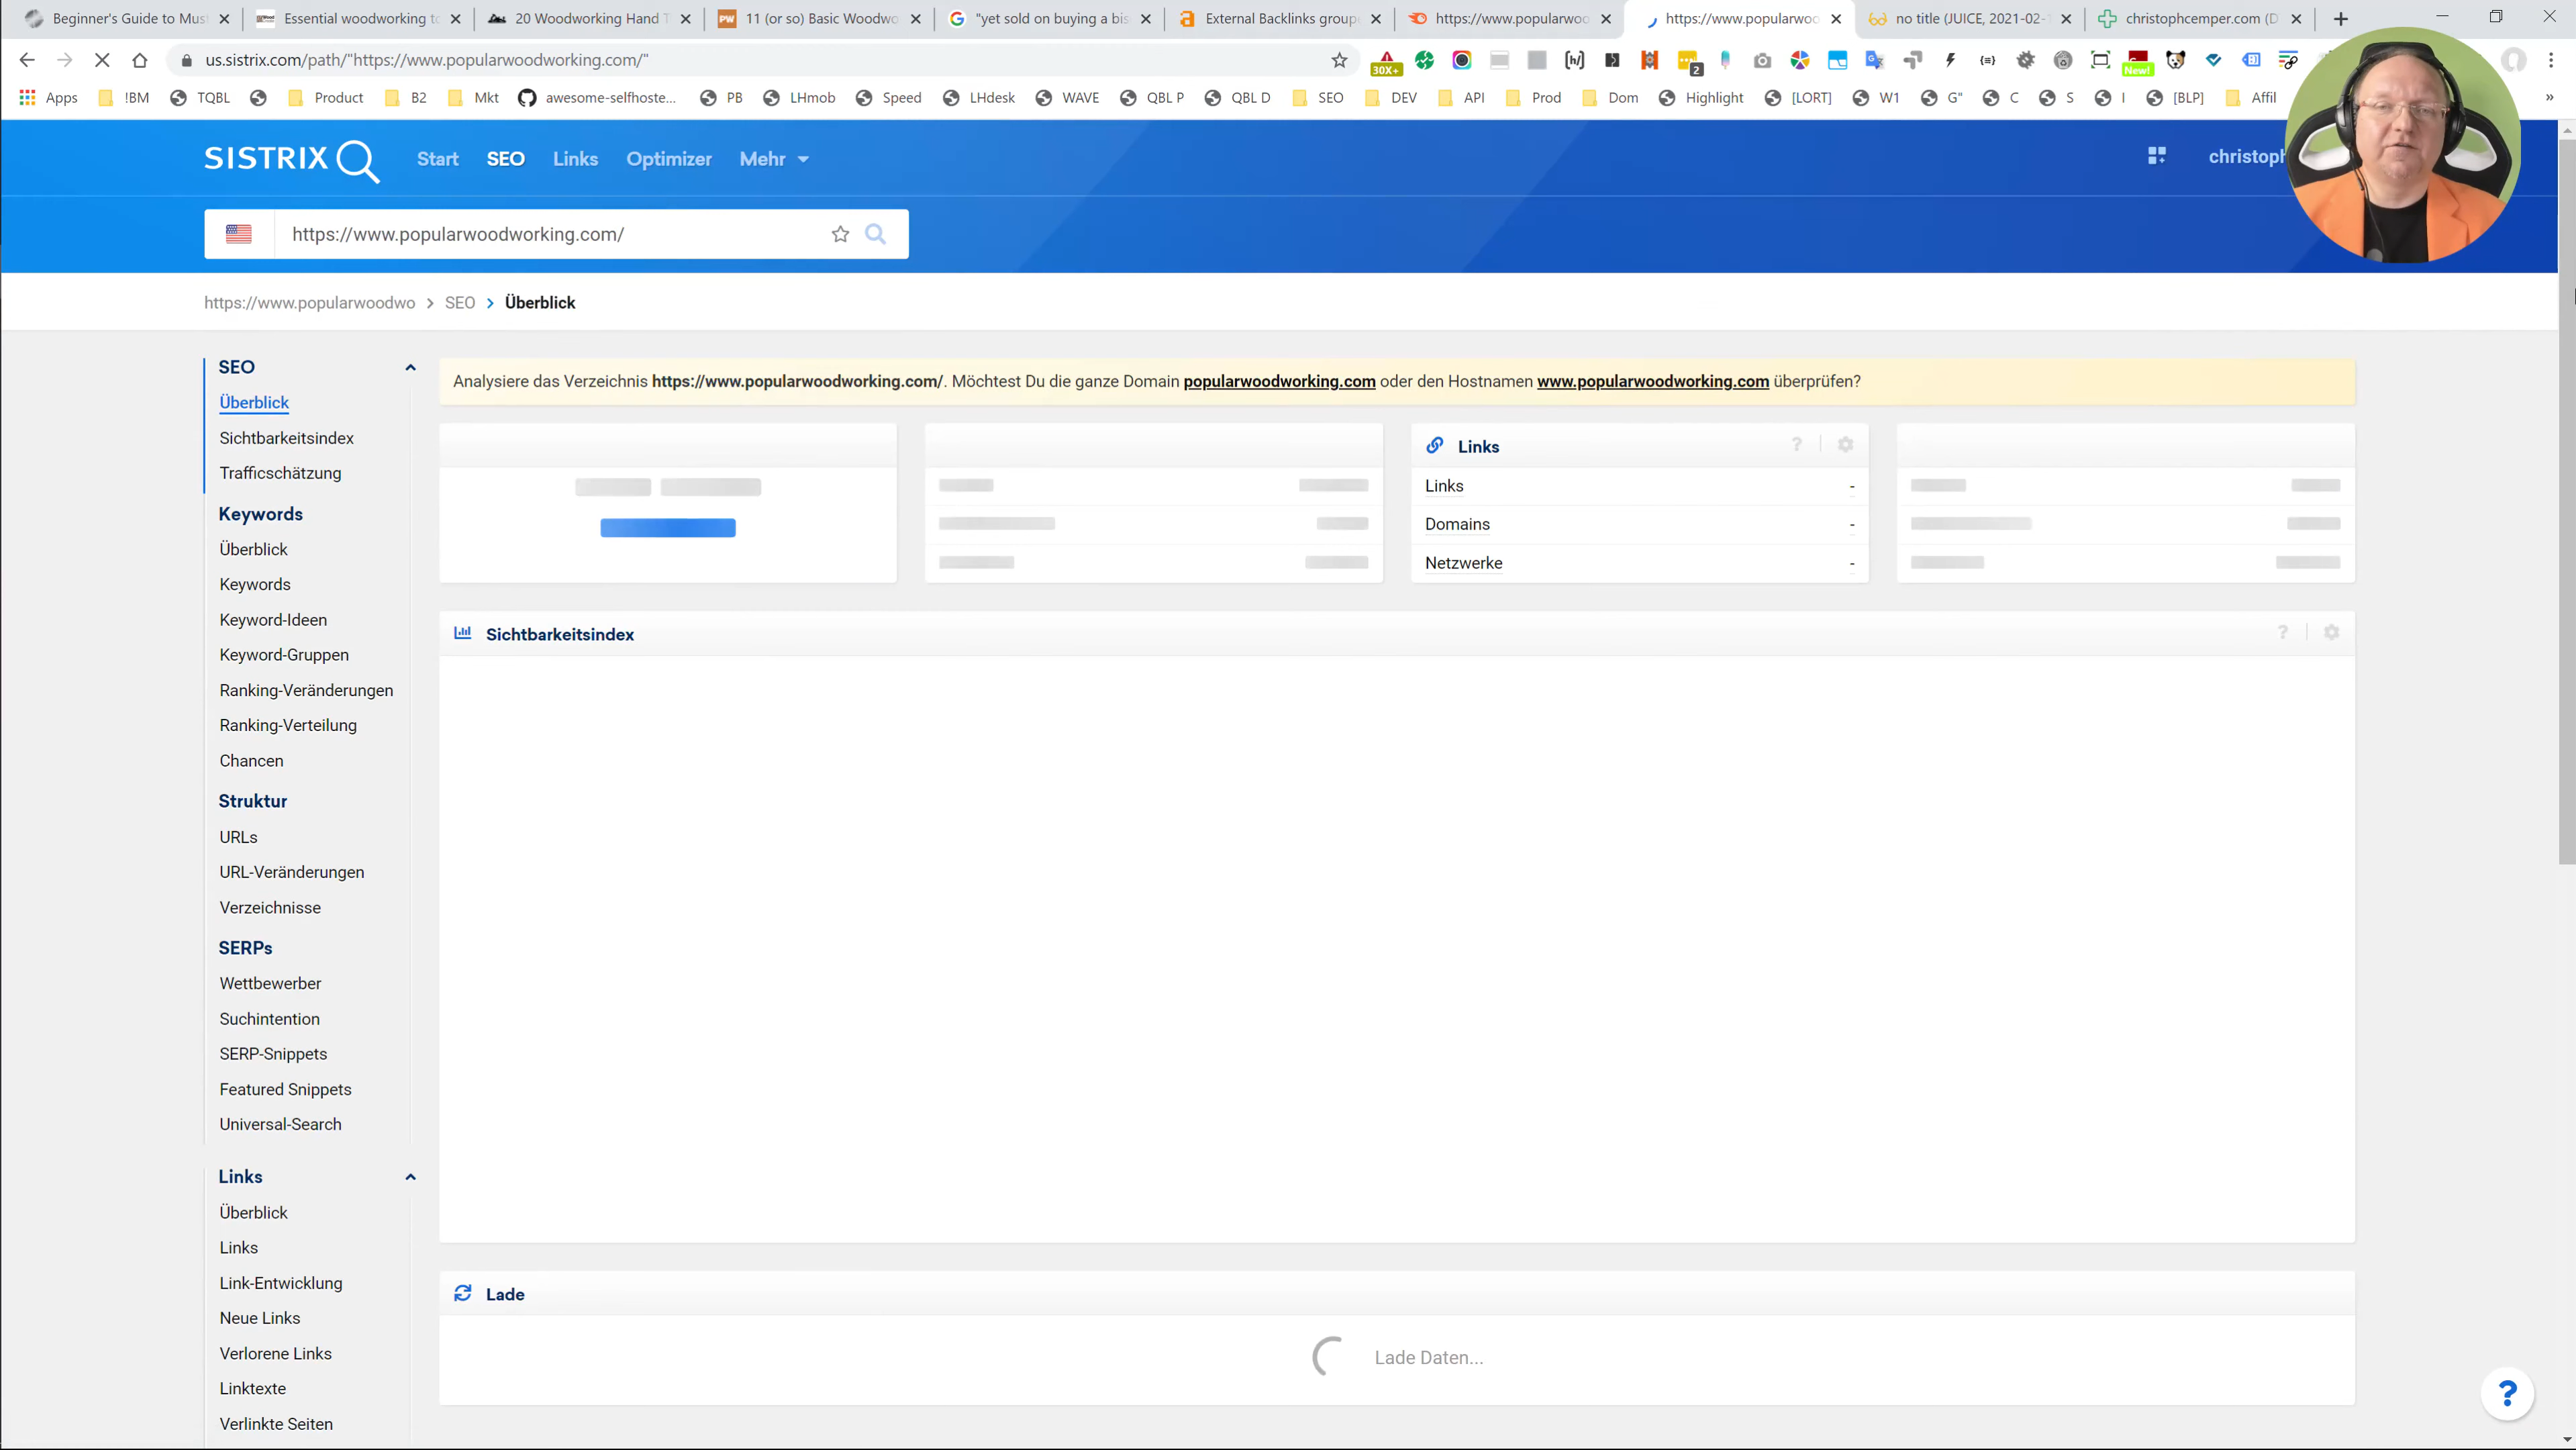 Beginner's Guide to Mus
Essential woodworking to
20 Woodworking Hand T
PW
11 (or so) Basic Woodwo
"yet sold on buying a bis
External Backlinks groupe
https://www.popularwoo
https://www.popularwoo
no title (JUICE, 2021-02-
christophcemper.com (D
us.sistrix.com/path/"https://www.popularwoodworking.com/"
30X+
[h/]
2
{≡}
New!
Apps
!BM
TQBL
Product
B2
Mkt
awesome-selfhoste...
PB
LHmob
Speed
LHdesk
WAVE
QBL P
QBL D
SEO
DEV
API
Prod
Dom
Highlight
[LORT]
W1
G"
C
S
I
[BLP]
Affil
»
SISTRIX
Start
SEO
Links
Optimizer
Mehr
christoph
https://www.popularwoodworking.com/
https://www.popularwoodwo > SEO > Überblick
SEO
Überblick
Sichtbarkeitsindex
Trafficschätzung
Keywords
Überblick
Keywords
Keyword-Ideen
Keyword-Gruppen
Ranking-Veränderungen
Ranking-Verteilung
Chancen
Struktur
URLs
URL-Veränderungen
Verzeichnisse
SERPs
Wettbewerber
Suchintention
SERP-Snippets
Featured Snippets
Universal-Search
Links
Überblick
Links
Link-Entwicklung
Neue Links
Verlorene Links
Linktexte
Verlinkte Seiten
Analysiere das Verzeichnis https://www.popularwoodworking.com/. Möchtest Du die ganze Domain popularwoodworking.com oder den Hostnamen www.popularwoodworking.com überprüfen?
Links
?
Links -
Domains -
Netzwerke -
Sichtbarkeitsindex
?
Lade
Lade Daten...
?